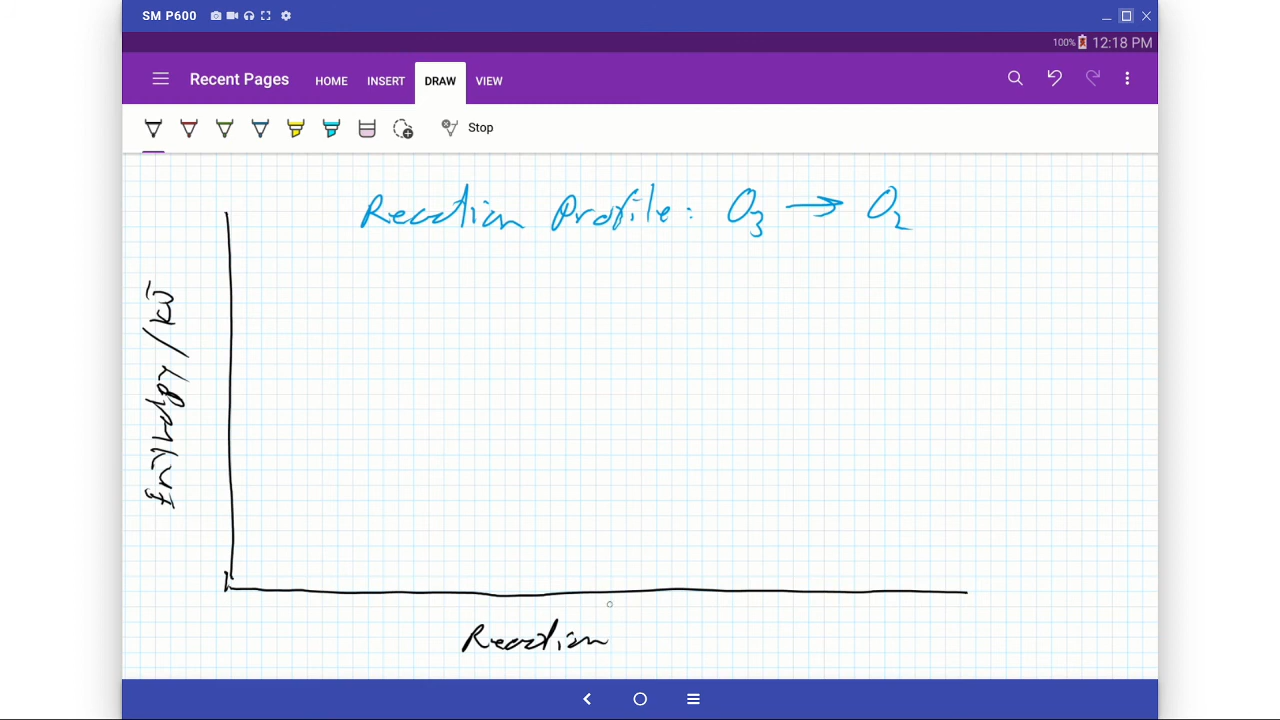 SM P600
100% 12:18 PM
Recent Pages HOME INSERT DRAW VIEW
Stop
Reaction Profile: O3 → O2
Enthalpy / kJ
Reaction